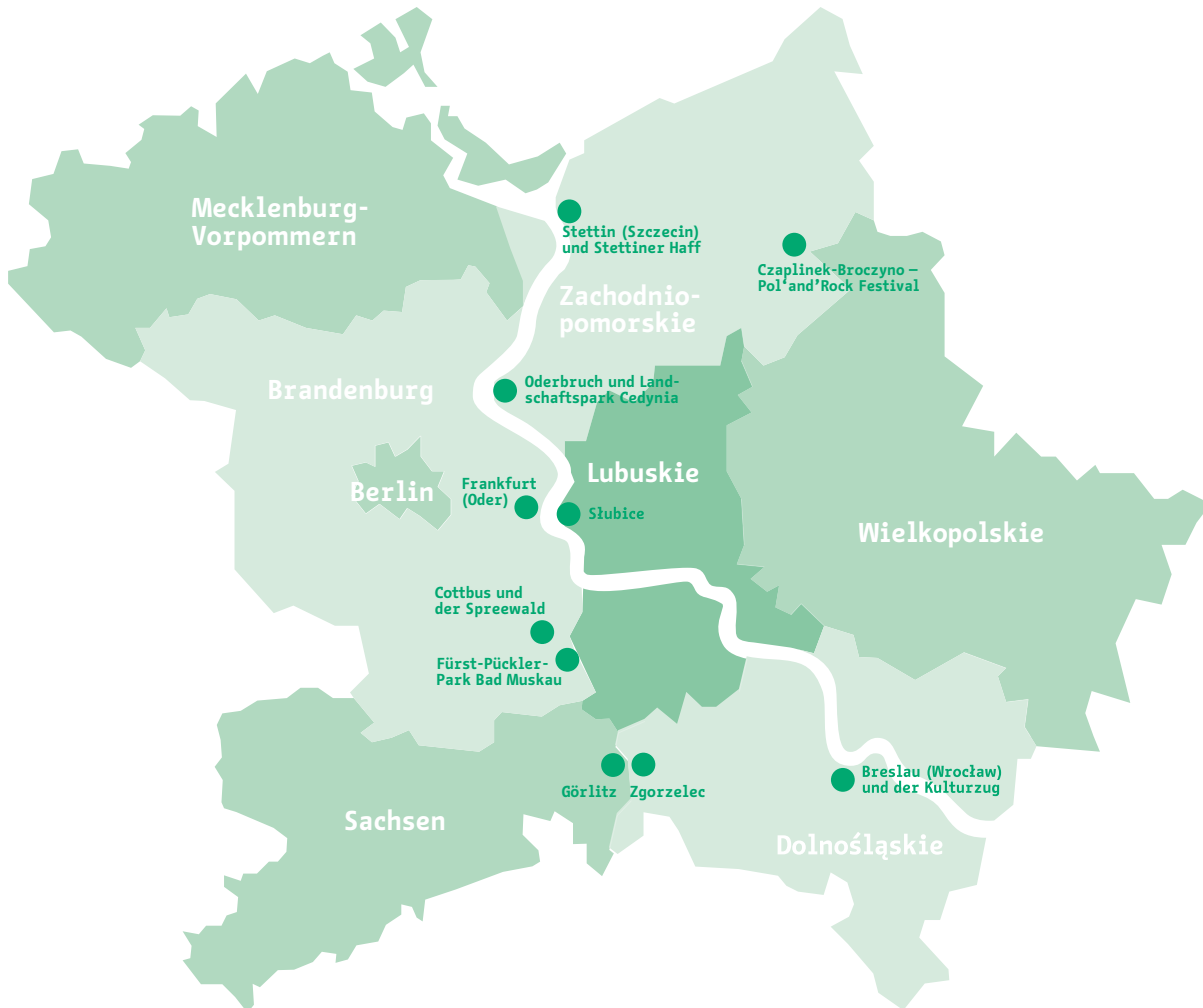 Mecklenburg-
Vorpommern
Stettin (Szczecin)
und Stettiner Haff
Czaplinek-Broczyno –
Pol‘and’Rock Festival
Zachodnio-
pomorskie
Brandenburg
Oderbruch und Land-
schaftspark Cedynia
Berlin
Frankfurt
(Oder)
Lubuskie
Słubice
Wielkopolskie
Cottbus und
der Spreewald
Fürst-Pückler-
Park Bad Muskau
Görlitz
Zgorzelec
Breslau (Wrocław)
und der Kulturzug
Sachsen
Dolnośląskie